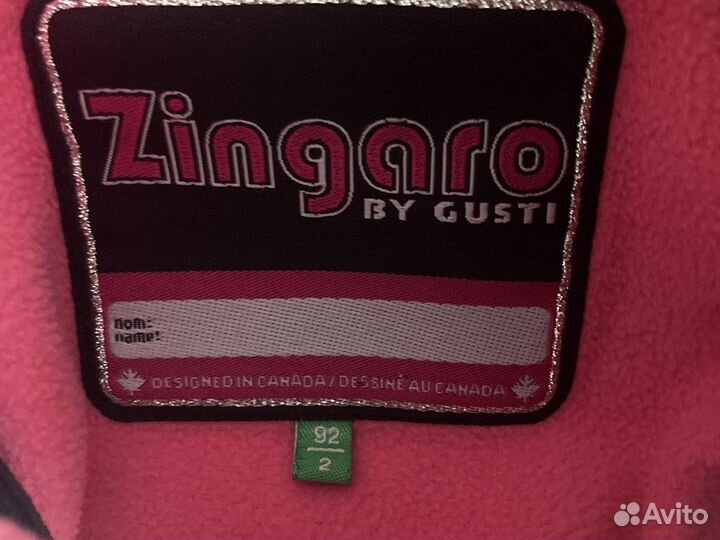 Zingaro
BY GUSTI
nom:
name:
DESIGNED IN CANADA / DESSINÉ AU CANADA
92
2
Avito